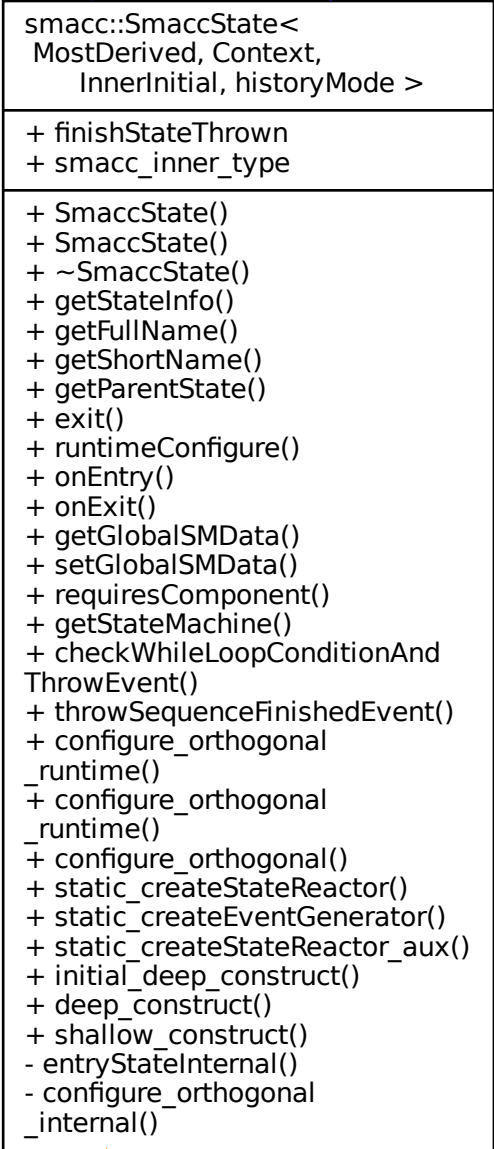 smacc::SmaccState<
MostDerived, Context,
InnerInitial, historyMode >
+ finishStateThrown
+ smacc_inner_type
+ SmaccState()
+ SmaccState()
+ ~SmaccState()
+ getStateInfo()
+ getFullName()
+ getShortName()
+ getParentState()
+ exit()
+ runtimeConfigure()
+ onEntry()
+ onExit()
+ getGlobalSMData()
+ setGlobalSMData()
+ requiresComponent()
+ getStateMachine()
+ checkWhileLoopConditionAnd
ThrowEvent()
+ throwSequenceFinishedEvent()
+ configure_orthogonal
_runtime()
+ configure_orthogonal
_runtime()
+ configure_orthogonal()
+ static_createStateReactor()
+ static_createEventGenerator()
+ static_createStateReactor_aux()
+ initial_deep_construct()
+ deep_construct()
+ shallow_construct()
- entryStateInternal()
- configure_orthogonal
_internal()